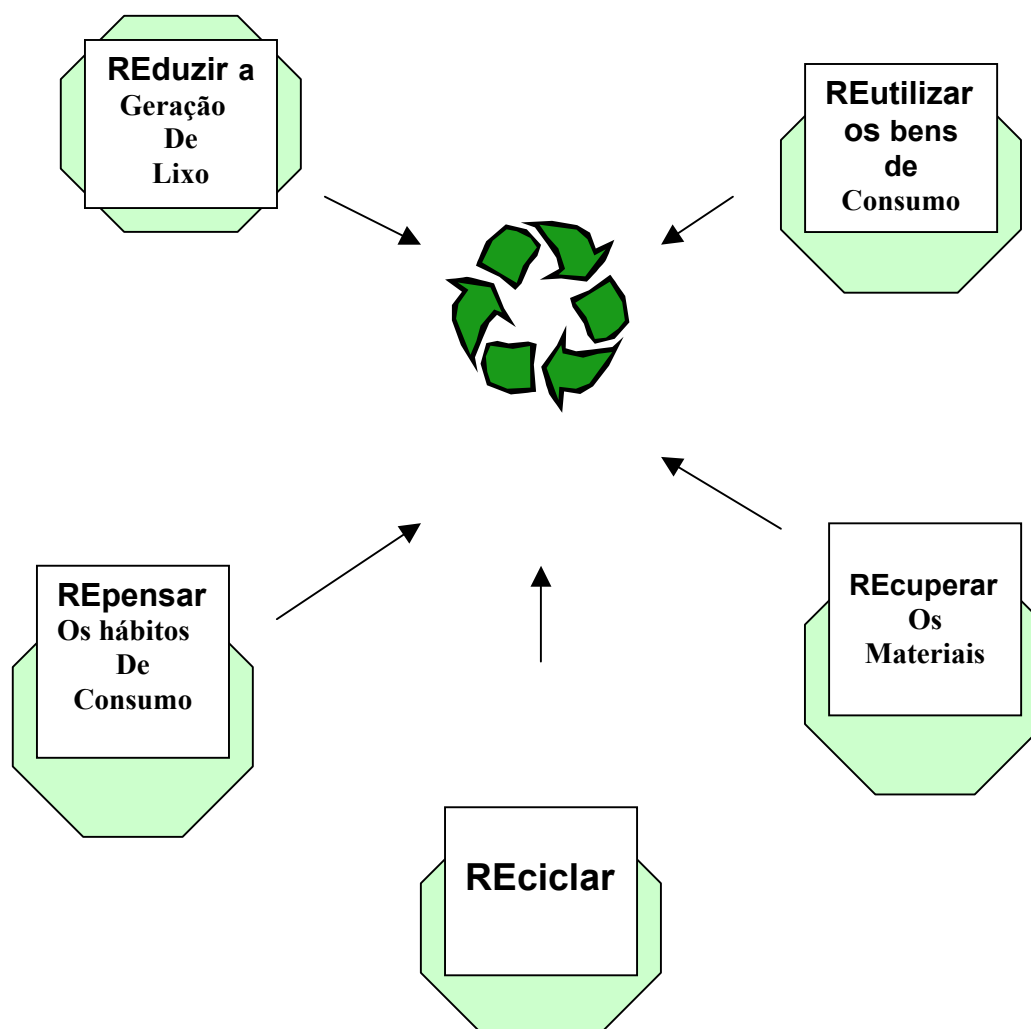 REduzir a
Geração
De
Lixo
REutilizar
os bens
de
Consumo
REpensar
Os hábitos
De
Consumo
REcuperar
Os
Materiais
REciclar